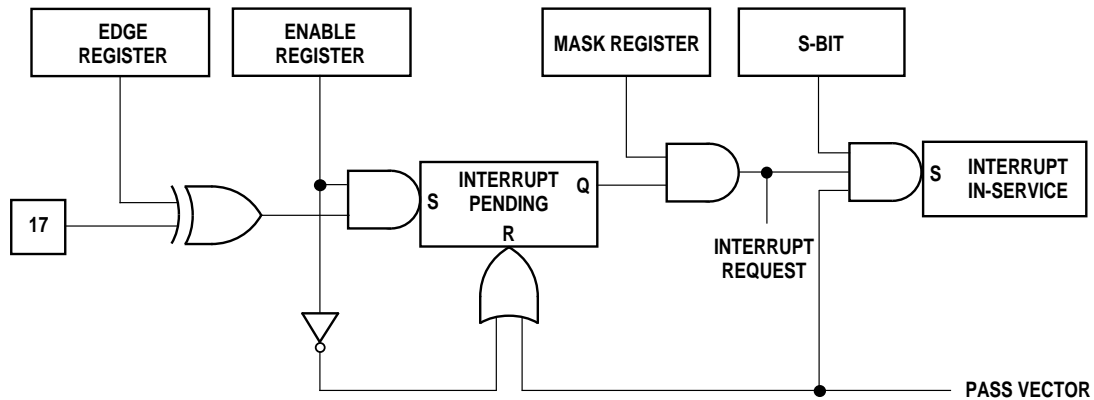 EDGE
REGISTER
ENABLE
REGISTER
MASK REGISTER
S-BIT
17
S
INTERRUPT
PENDING
Q
R
INTERRUPT
REQUEST
S
INTERRUPT
IN-SERVICE
PASS VECTOR